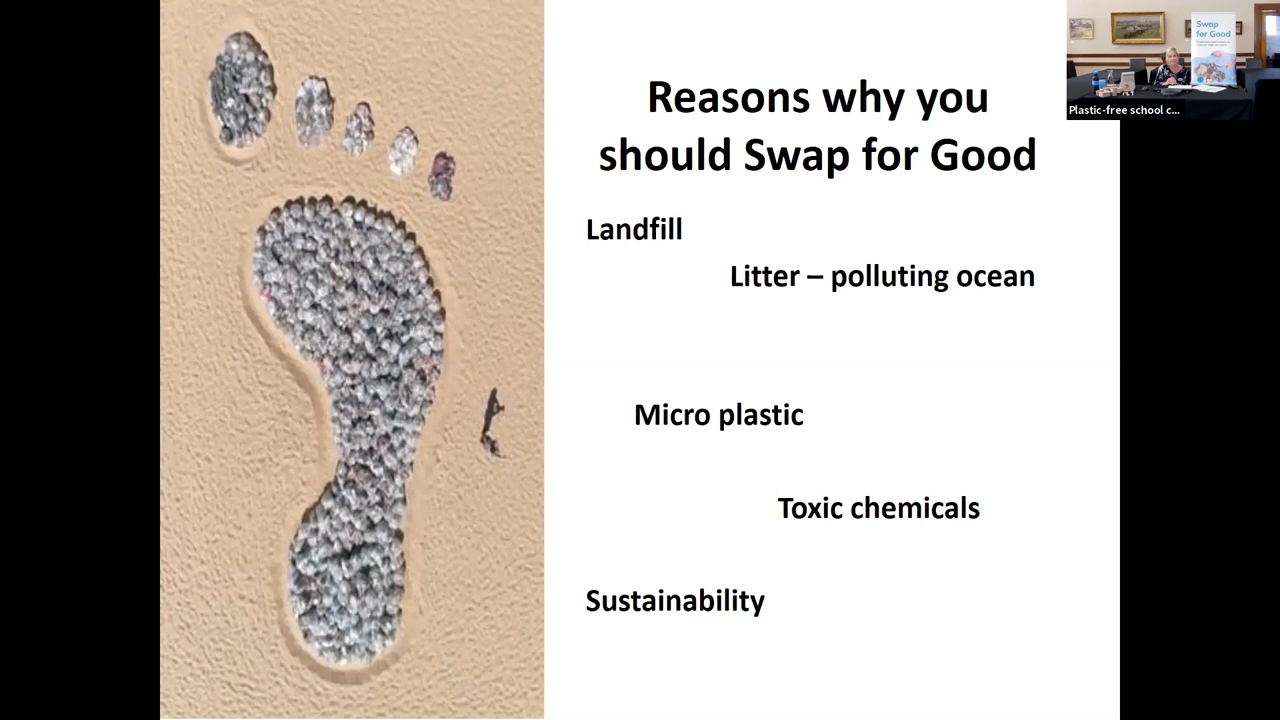 Reasons why you
should Swap for Good
Landfill
Litter – polluting ocean
Micro plastic
Toxic chemicals
Sustainability
Swap
for Good
Plastic-free school c...